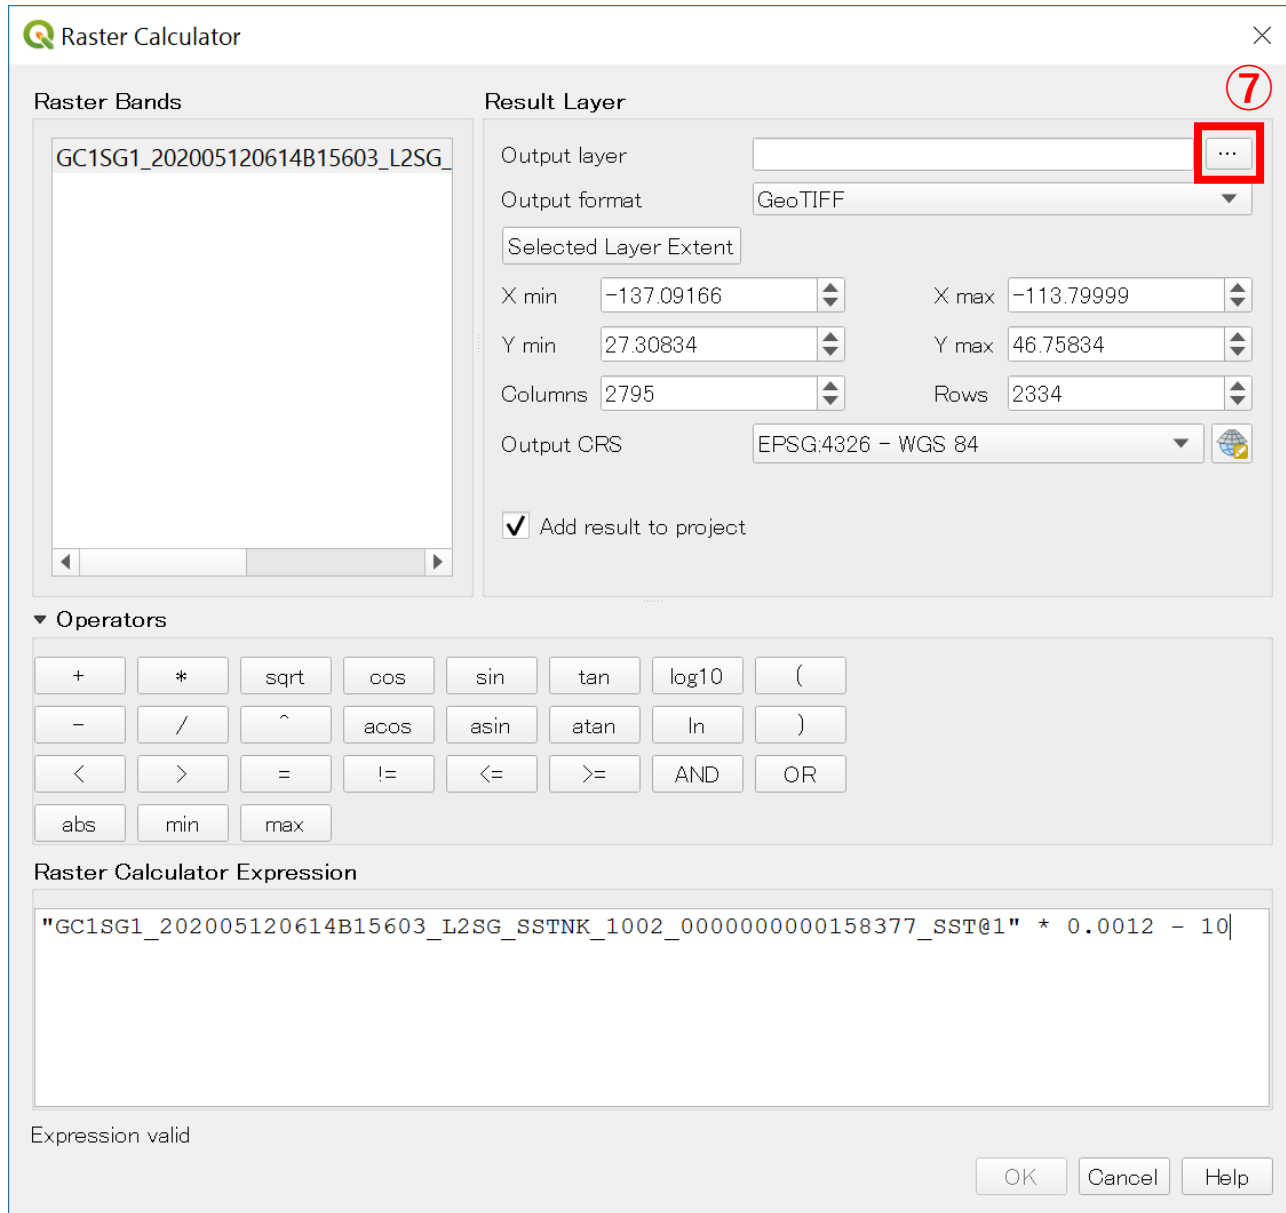 Raster Calculator
⑦
Raster Bands
Result Layer
GC1SG1_202005120614B15603_L2SG_
Output layer
...
Output format GeoTIFF
Selected Layer Extent
X min -137.09166 X max -113.79999
Y min 27.30834 Y max 46.75834
Columns 2795 Rows 2334
Output CRS EPSG:4326 - WGS 84
Add result to project
Operators
+ * sqrt cos sin tan log10 (
- / ^ acos asin atan ln )
< > = != <= >= AND OR
abs min max
Raster Calculator Expression
"GC1SG1_202005120614B15603_L2SG_SSTNK_1002_0000000000158377_SST@1" * 0.0012 - 10
Expression valid
OK Cancel Help